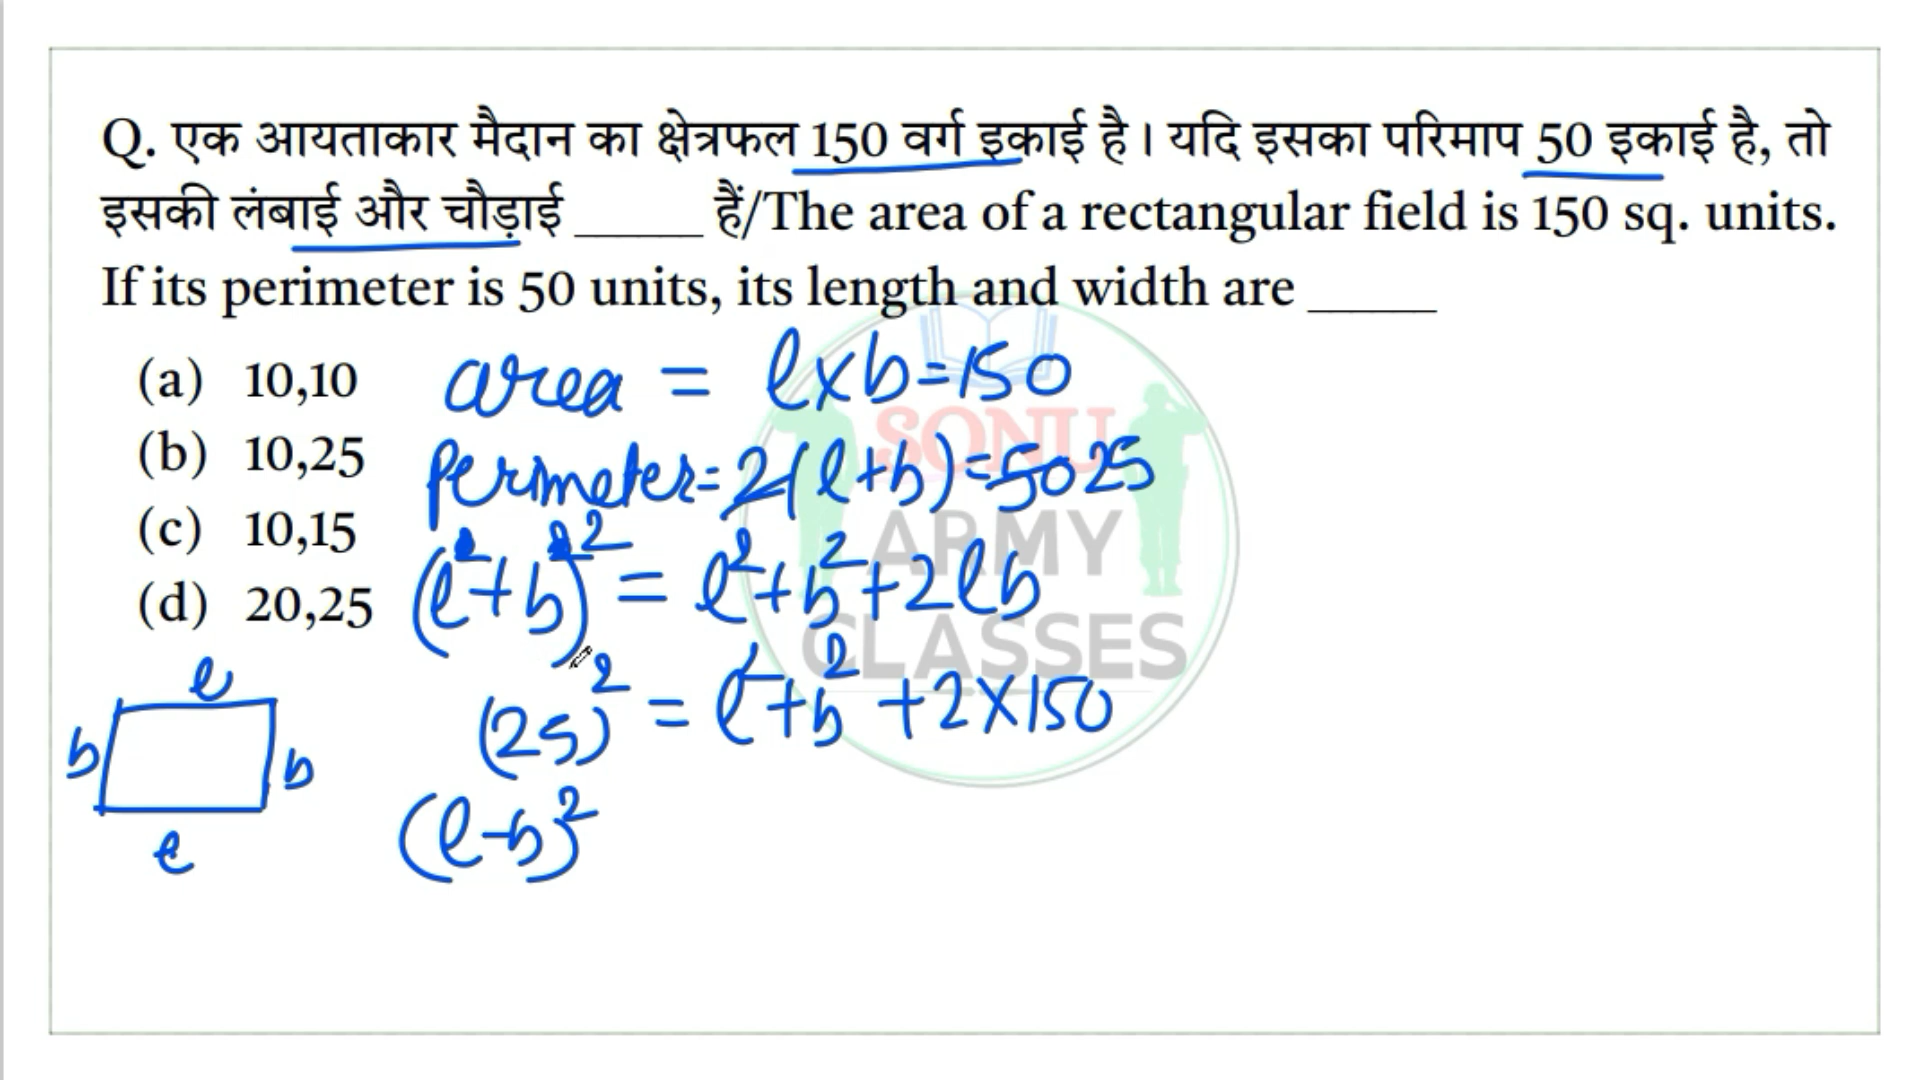 Q. एक आयताकार मैदान का क्षेत्रफल 150 वर्ग इकाई है। यदि इसका परिमाप 50 इकाई है, तो
इसकी लंबाई और चौड़ाई _____ हैं/The area of a rectangular field is 150 sq. units.
If its perimeter is 50 units, its length and width are _____
(a) 10,10
(b) 10,25
(c) 10,15
(d) 20,25
area = l×b=150
Perimeter=2(l+b)=50 25
(l+b)² = l²+b²+2lb
(25)² = l²+b²+2×150
(l-b)²
l
b
b
l
SONU
ARMY
CLASSES